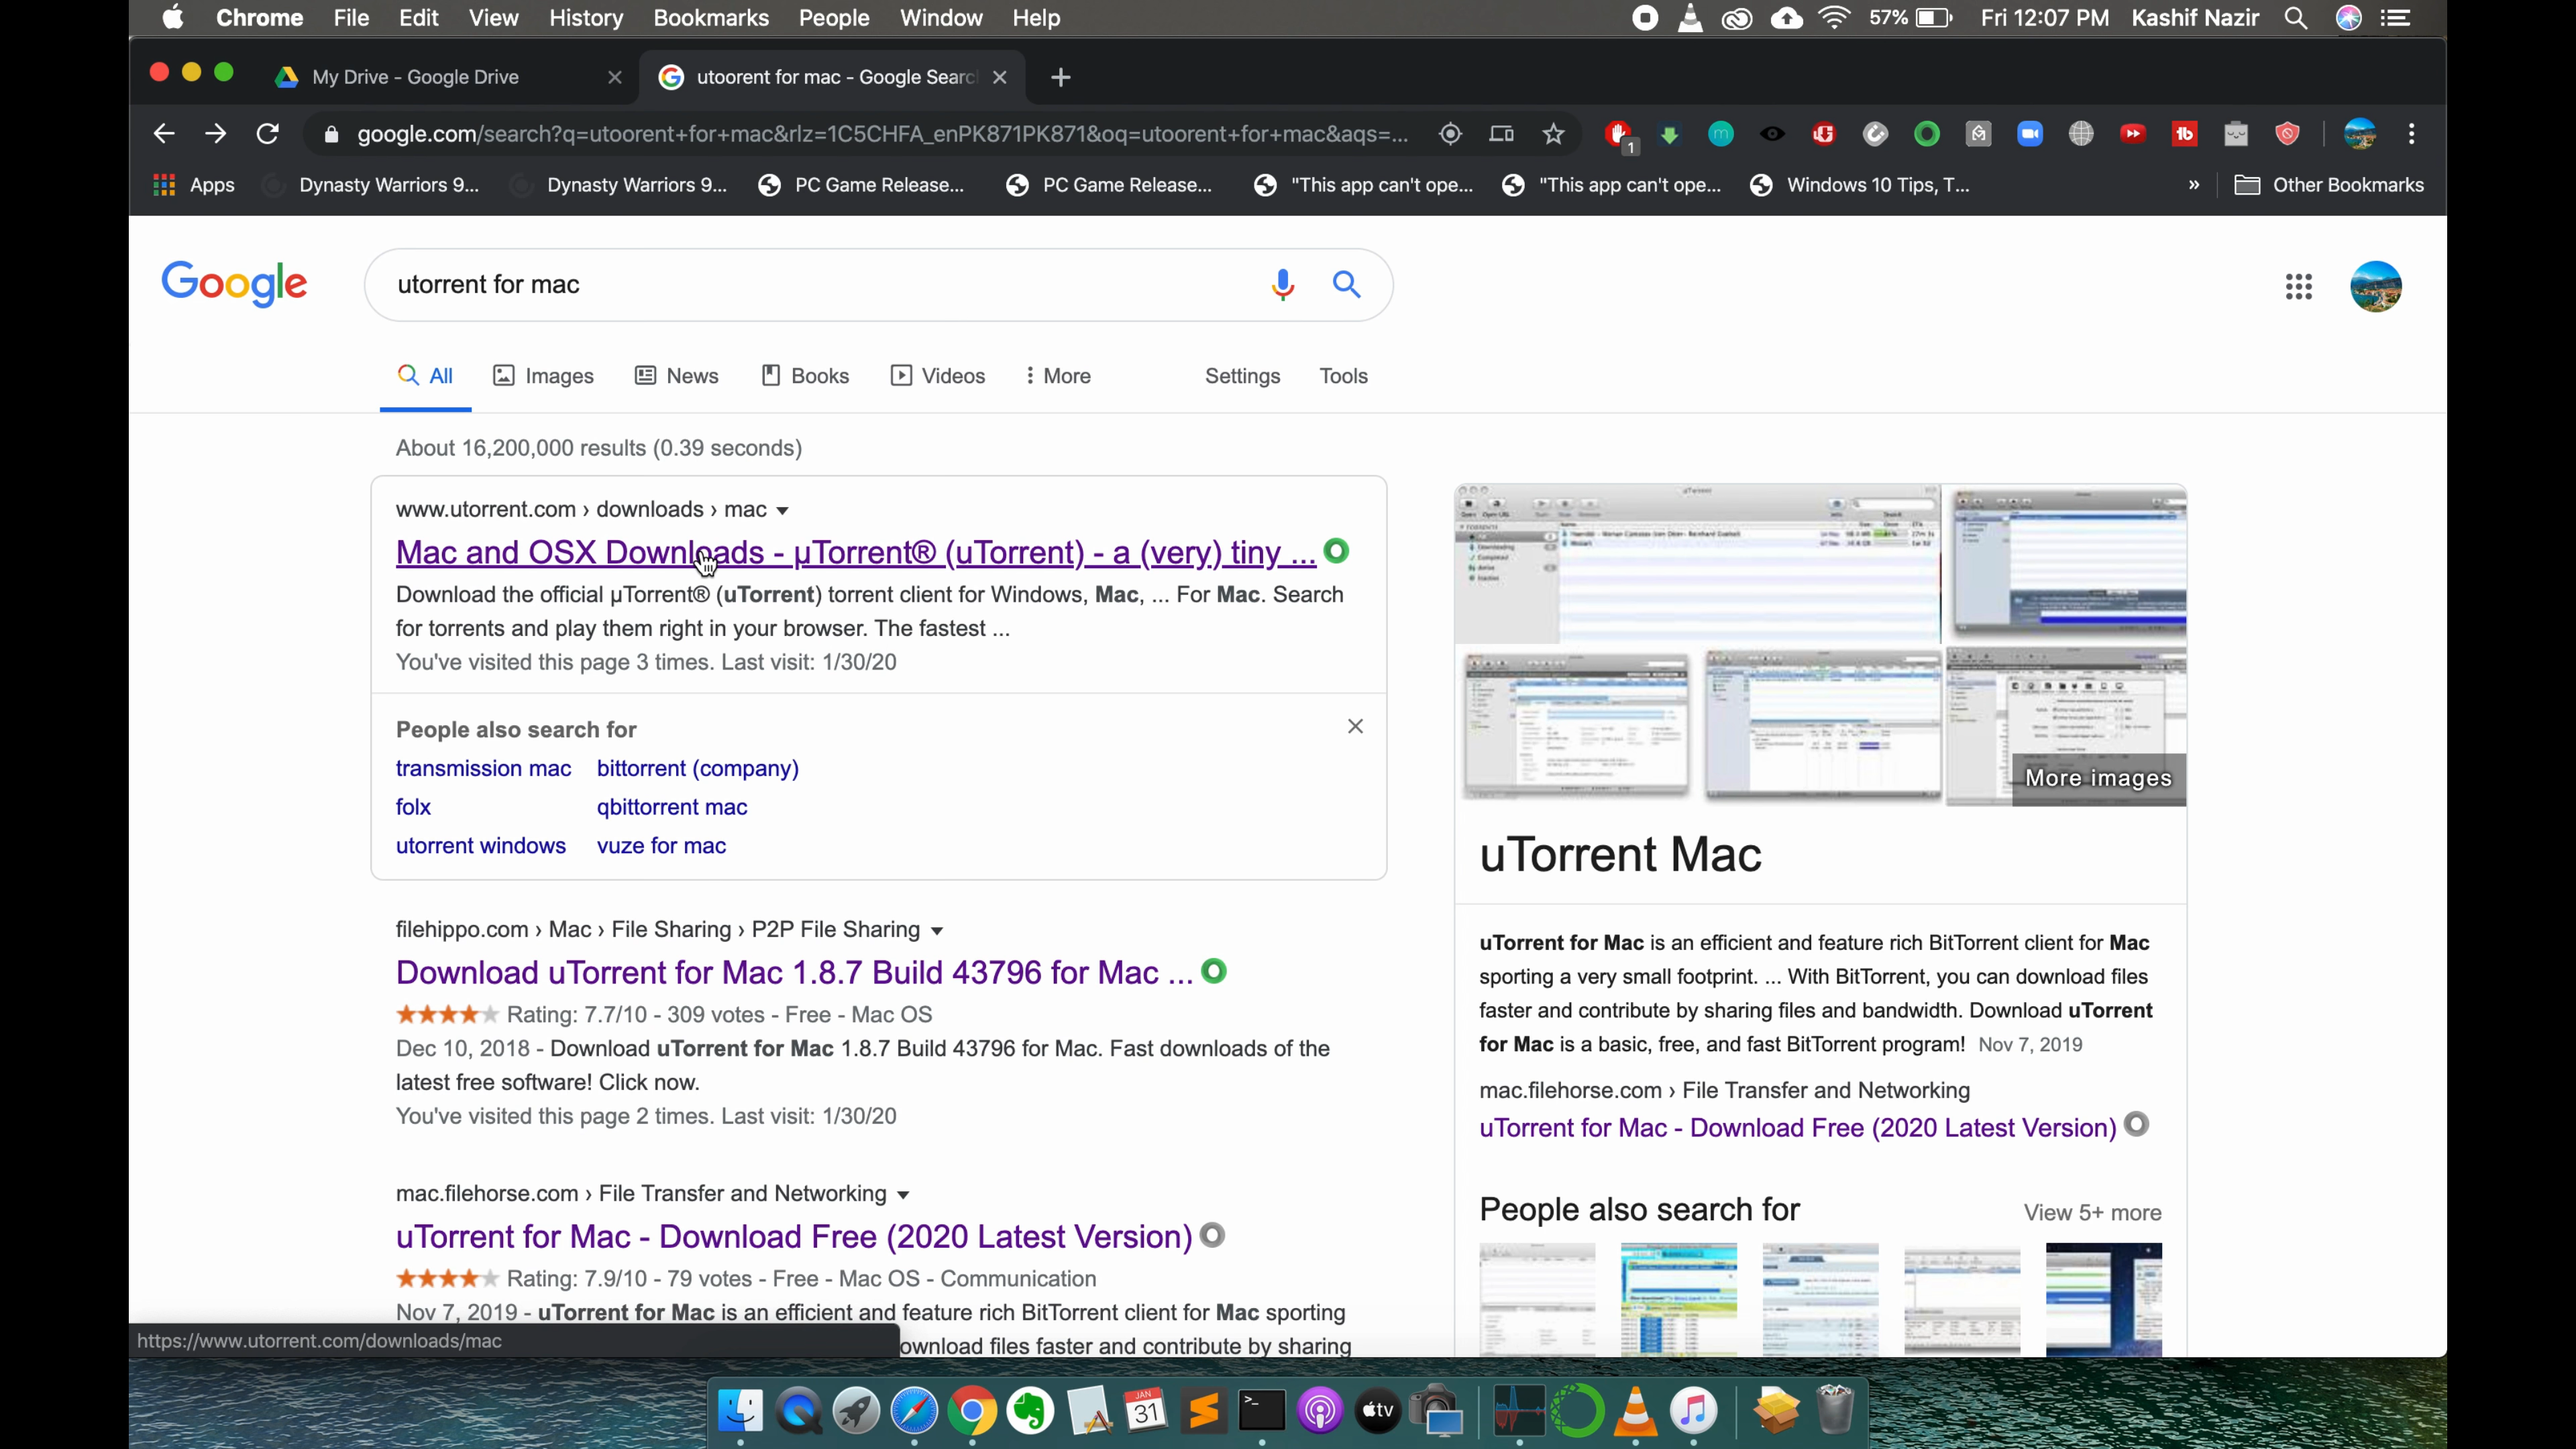 Chrome File Edit View History Bookmarks People Window Help 57% Fri 12:07 PM Kashif Nazir
My Drive - Google Drive utoorent for mac - Google Searc
google.com/search?q=utoorent+for+mac&rlz=1C5CHFA_enPK871PK871&oq=utoorent+for+mac&aqs=... 1
Apps Dynasty Warriors 9... Dynasty Warriors 9... PC Game Release... PC Game Release... "This app can't ope... "This app can't ope... Windows 10 Tips, T... » Other Bookmarks
Google utorrent for mac
All Images News Books Videos More Settings Tools
About 16,200,000 results (0.39 seconds)
www.utorrent.com › downloads › mac
Mac and OSX Downloads - µTorrent® (uTorrent) - a (very) tiny ...
Download the official µTorrent® (uTorrent) torrent client for Windows, Mac, ... For Mac. Search
for torrents and play them right in your browser. The fastest ...
You've visited this page 3 times. Last visit: 1/30/20
People also search for
transmission mac bittorrent (company)
folx qbittorrent mac
utorrent windows vuze for mac
filehippo.com › Mac › File Sharing › P2P File Sharing
Download uTorrent for Mac 1.8.7 Build 43796 for Mac ...
Rating: 7.7/10 - 309 votes - Free - Mac OS
Dec 10, 2018 - Download uTorrent for Mac 1.8.7 Build 43796 for Mac. Fast downloads of the
latest free software! Click now.
You've visited this page 2 times. Last visit: 1/30/20
mac.filehorse.com › File Transfer and Networking
uTorrent for Mac - Download Free (2020 Latest Version)
Rating: 7.9/10 - 79 votes - Free - Mac OS - Communication
Nov 7, 2019 - uTorrent for Mac is an efficient and feature rich BitTorrent client for Mac sporting
ownload files faster and contribute by sharing
https://www.utorrent.com/downloads/mac
More images
uTorrent Mac
uTorrent for Mac is an efficient and feature rich BitTorrent client for Mac
sporting a very small footprint. ... With BitTorrent, you can download files
faster and contribute by sharing files and bandwidth. Download uTorrent
for Mac is a basic, free, and fast BitTorrent program! Nov 7, 2019
mac.filehorse.com › File Transfer and Networking
uTorrent for Mac - Download Free (2020 Latest Version)
People also search for View 5+ more
JAN
31
tv